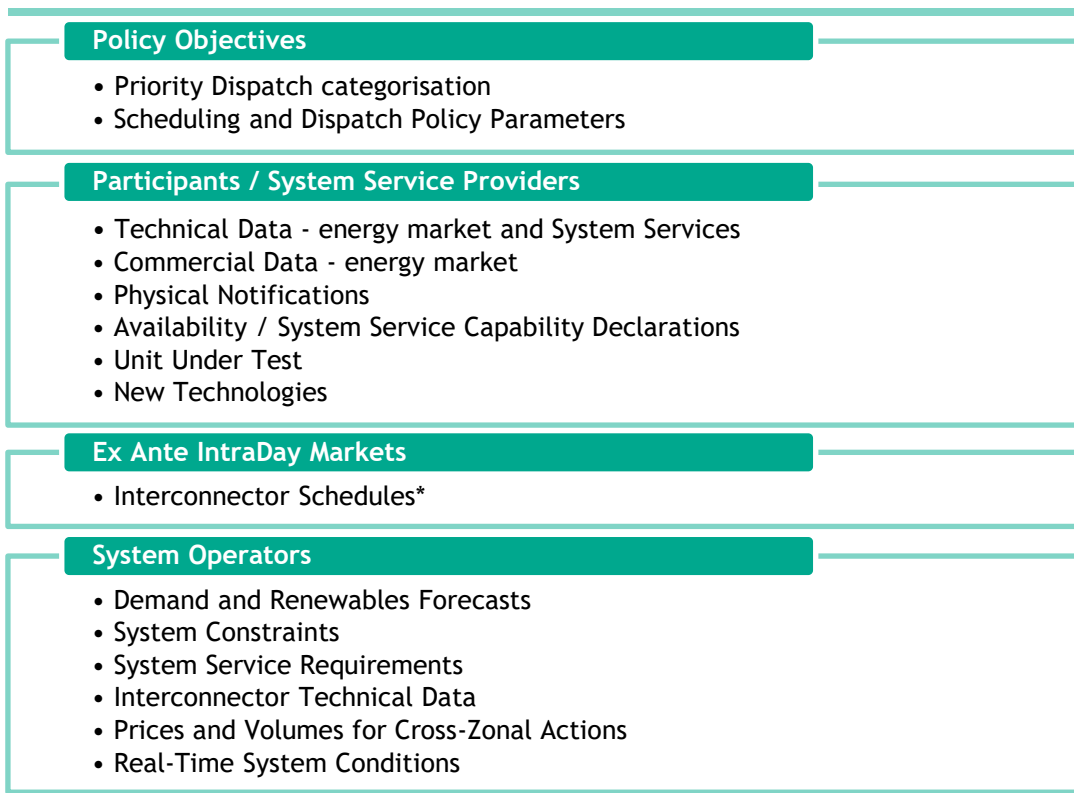 Policy Objectives
• Priority Dispatch categorisation
• Scheduling and Dispatch Policy Parameters
Participants / System Service Providers
• Technical Data - energy market and System Services
• Commercial Data - energy market
• Physical Notifications
• Availability / System Service Capability Declarations
• Unit Under Test
• New Technologies
Ex Ante IntraDay Markets
• Interconnector Schedules*
System Operators
• Demand and Renewables Forecasts
• System Constraints
• System Service Requirements
• Interconnector Technical Data
• Prices and Volumes for Cross-Zonal Actions
• Real-Time System Conditions